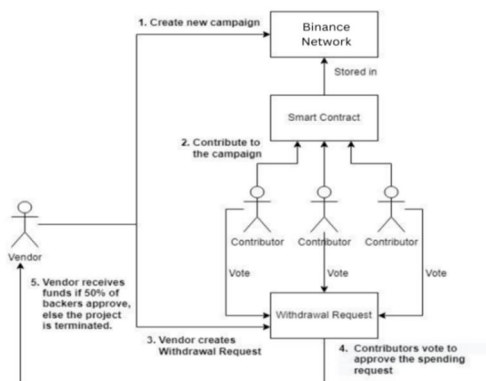 1. Create new campaign
Binance
Network
Stored in
Smart Contract
2. Contribute to
the campaign
Contributor
Contributor
Contributor
Vendor
Vote
Vote
Vote
5. Vendor receives
funds if 50% of
backers approve,
else the project
is terminated.
Withdrawal Request
3. Vendor creates
Withdrawal Request
4. Contributors vote to
approve the spending
request